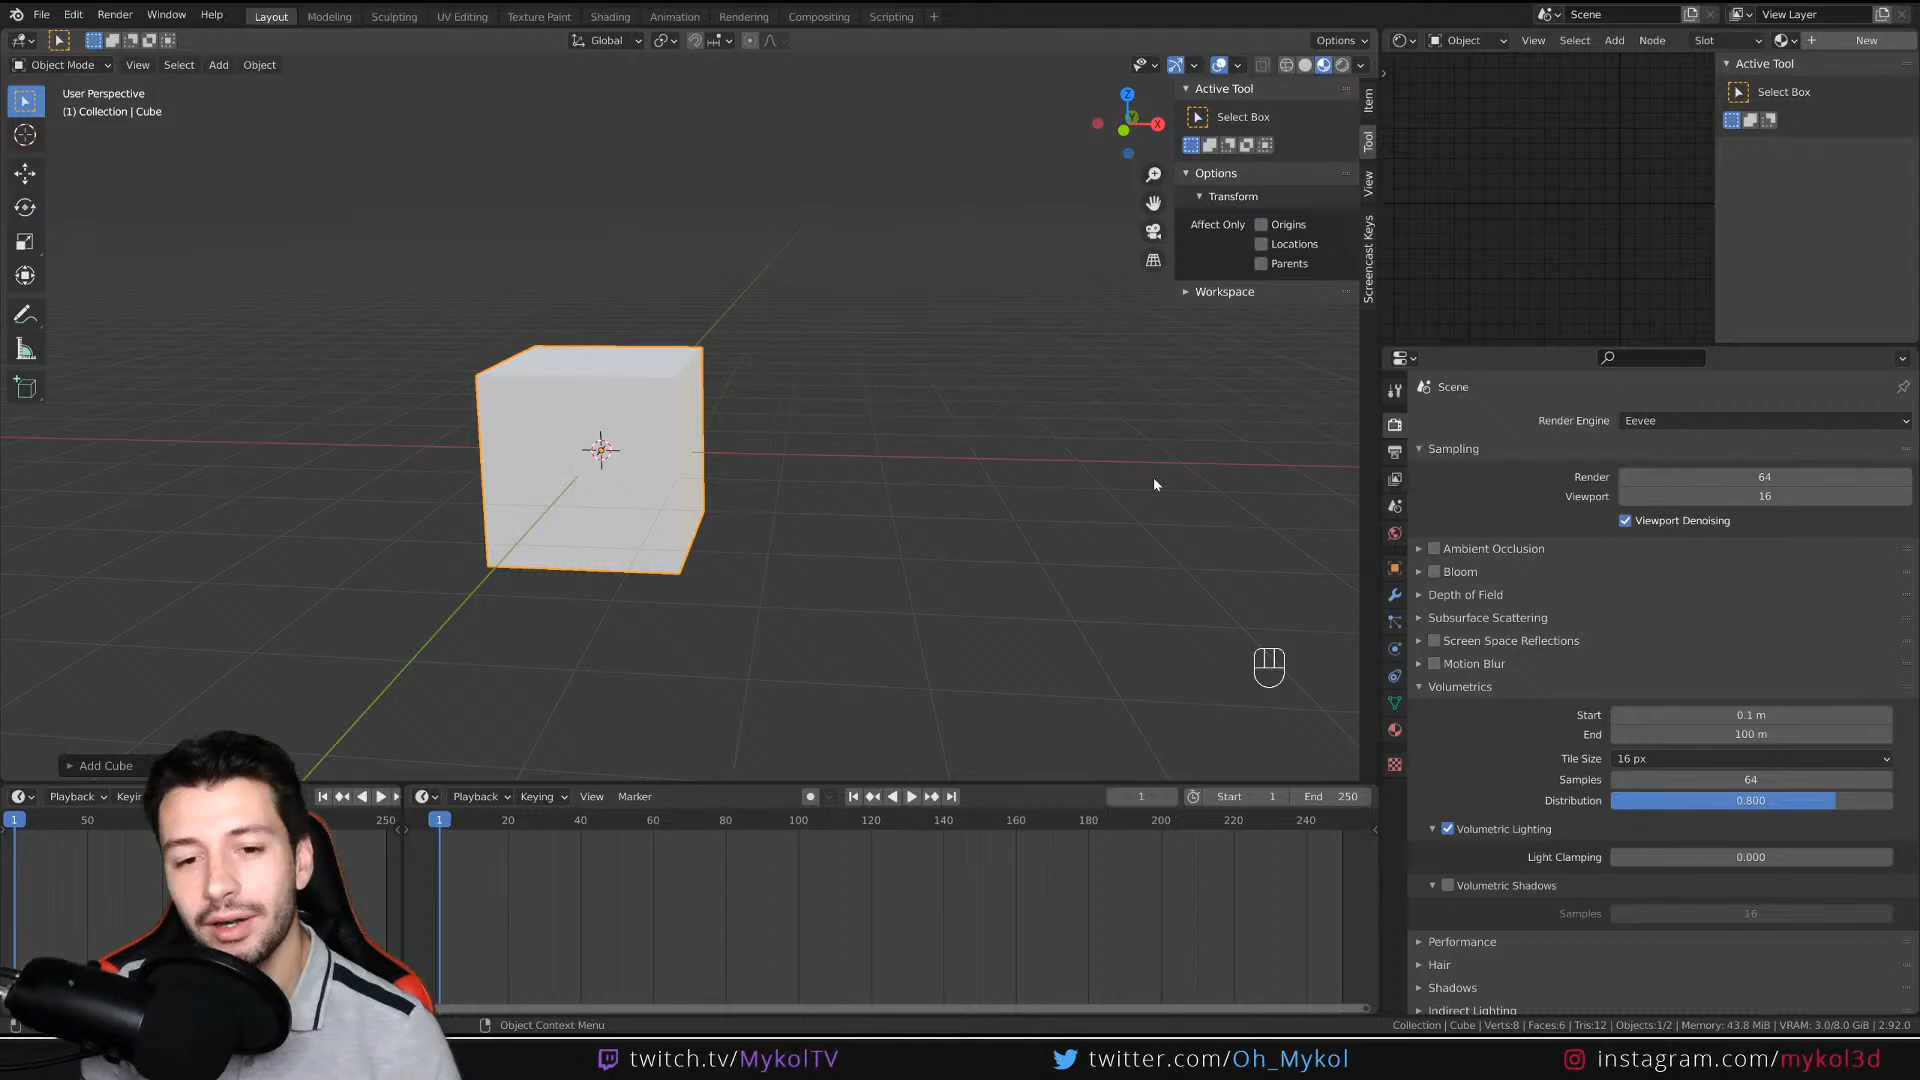 File Edit Render Window Help Layout Modeling Sculpting UV Editing Texture Paint Shading Animation Rendering Compositing Scripting + Scene View Layer
Global Options Object View Select Add Node Slot New
Object Mode View Select Add Object
User Perspective
(1) Collection | Cube
Z
Y
X
Active Tool
Select Box
Options
Transform
Affect Only Origins
Locations
Parents
Workspace
Item
Tool
View
Screencast Keys
Active Tool
Select Box
Scene
Render Engine Eevee
Sampling
Render 64
Viewport 16
Viewport Denoising
Ambient Occlusion
Bloom
Depth of Field
Subsurface Scattering
Screen Space Reflections
Motion Blur
Volumetrics
Start 0.1 m
End 100 m
Tile Size 16 px
Samples 64
Distribution 0.800
Volumetric Lighting
Light Clamping 0.000
Volumetric Shadows
Samples 16
Performance
Hair
Shadows
Indirect Lighting
Add Cube
Playback Keyin
1 50 250
Playback Keying View Marker 1 Start 1 End 250
1 20 40 60 80 100 120 140 160 180 200 220 240
Object Context Menu
Collection | Cube | Verts:8 | Faces:6 | Tris:12 | Objects:1/2 | Memory: 43.8 MiB | VRAM: 3.0/8.0 GiB | 2.92.0
twitch.tv/MykolTV twitter.com/Oh_Mykol instagram.com/mykol3d